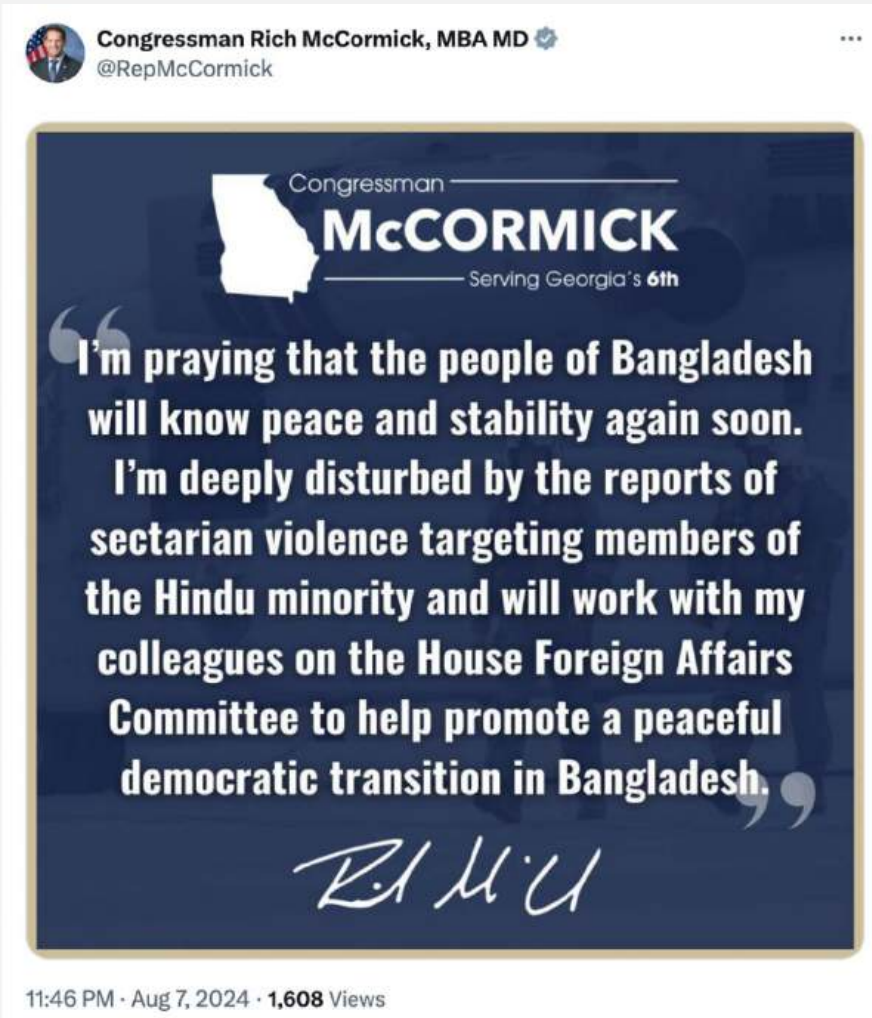 Congressman Rich McCormick, MBA MD
@RepMcCormick
Congressman
McCORMICK
Serving Georgia's 6th
“I'm praying that the people of Bangladesh
will know peace and stability again soon.
I'm deeply disturbed by the reports of
sectarian violence targeting members of
the Hindu minority and will work with my
colleagues on the House Foreign Affairs
Committee to help promote a peaceful
democratic transition in Bangladesh.”
11:46 PM · Aug 7, 2024 · 1,608 Views